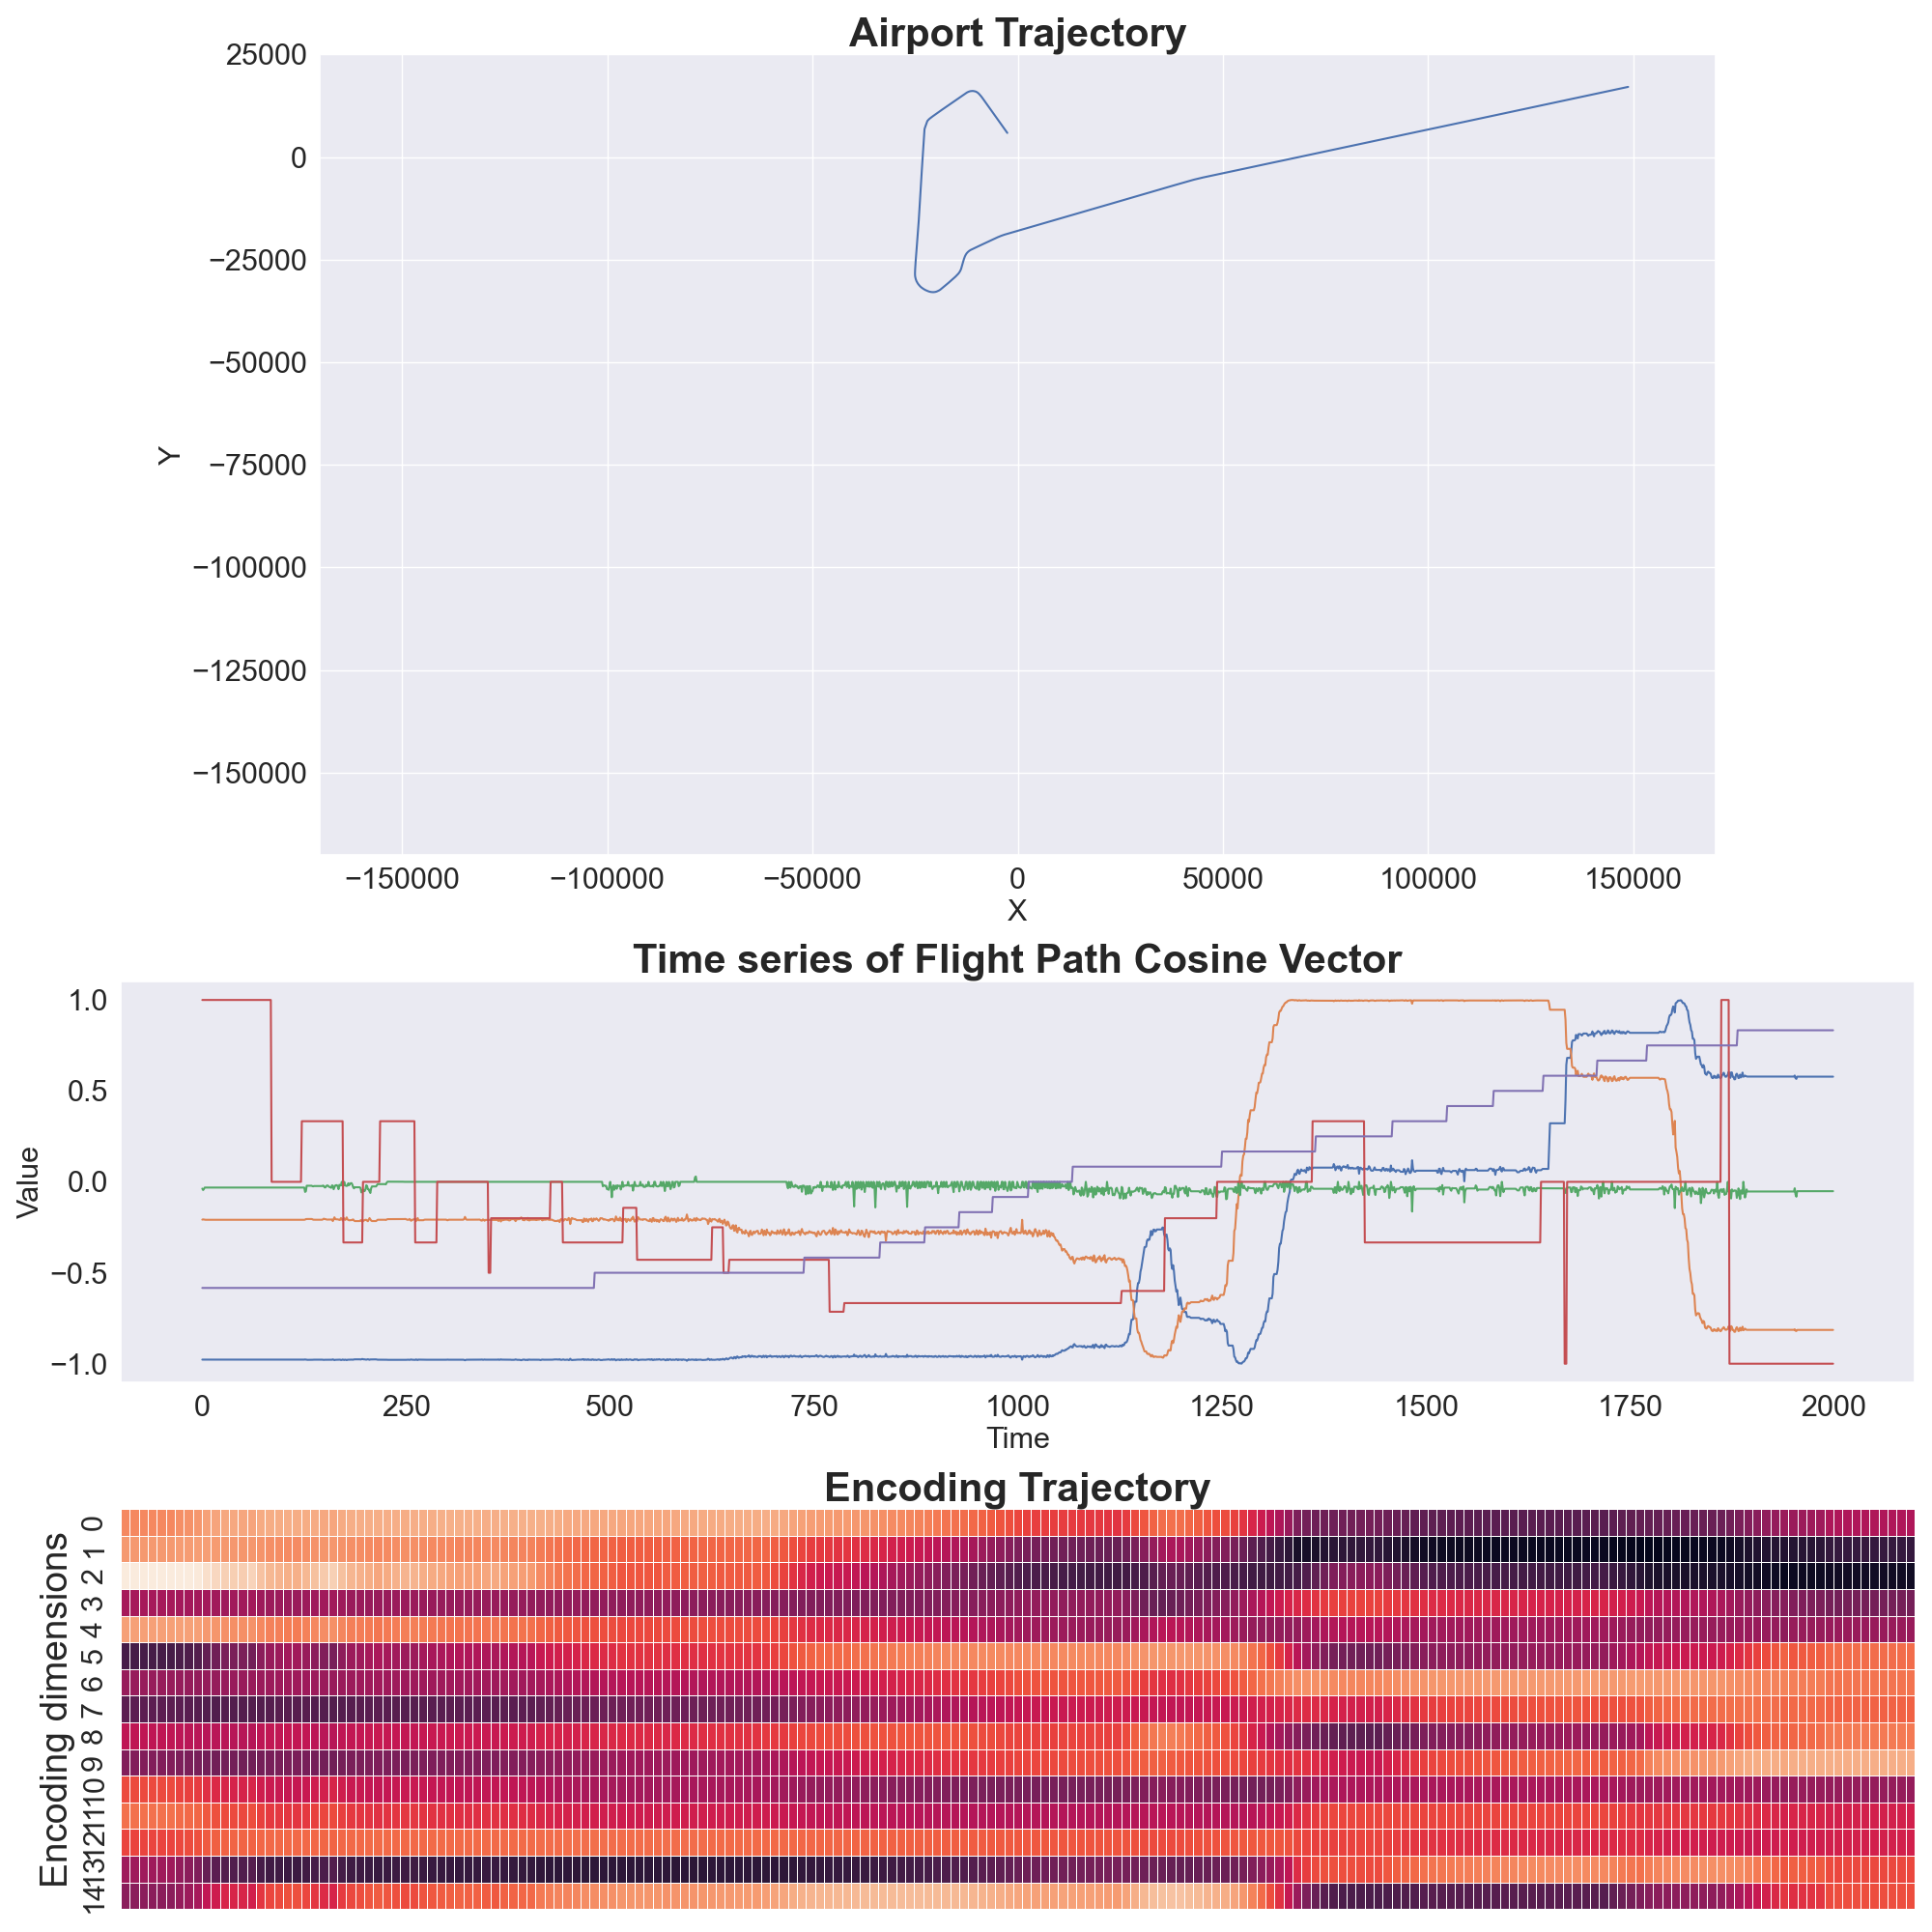 Airport Trajectory
25000
0
−25000
−50000
−75000
−100000
−125000
−150000
Y
−150000 −100000 −50000 0 50000 100000 150000
X
Time series of Flight Path Cosine Vector
1.0
0.5
0.0
−0.5
−1.0
Value
0 250 500 750 1000 1250 1500 1750 2000
Time
Encoding Trajectory
Encoding dimensions
0
1
2
3
4
5
6
7
8
9
10
11
12
13
14